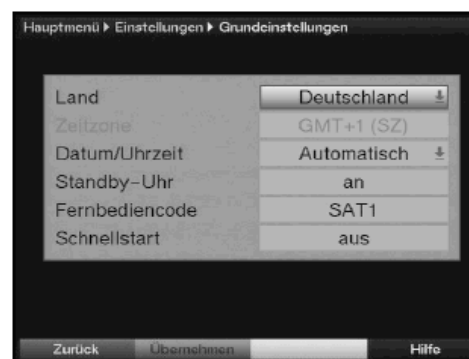 Hauptmenü ▸ Einstellungen ▸ Grundeinstellungen
Land Deutschland
Zeitzone GMT+1 (SZ)
Datum/Uhrzeit Automatisch
Standby-Uhr an
Fernbediencode SAT1
Schnellstart aus
Zurück Übernehmen Hilfe